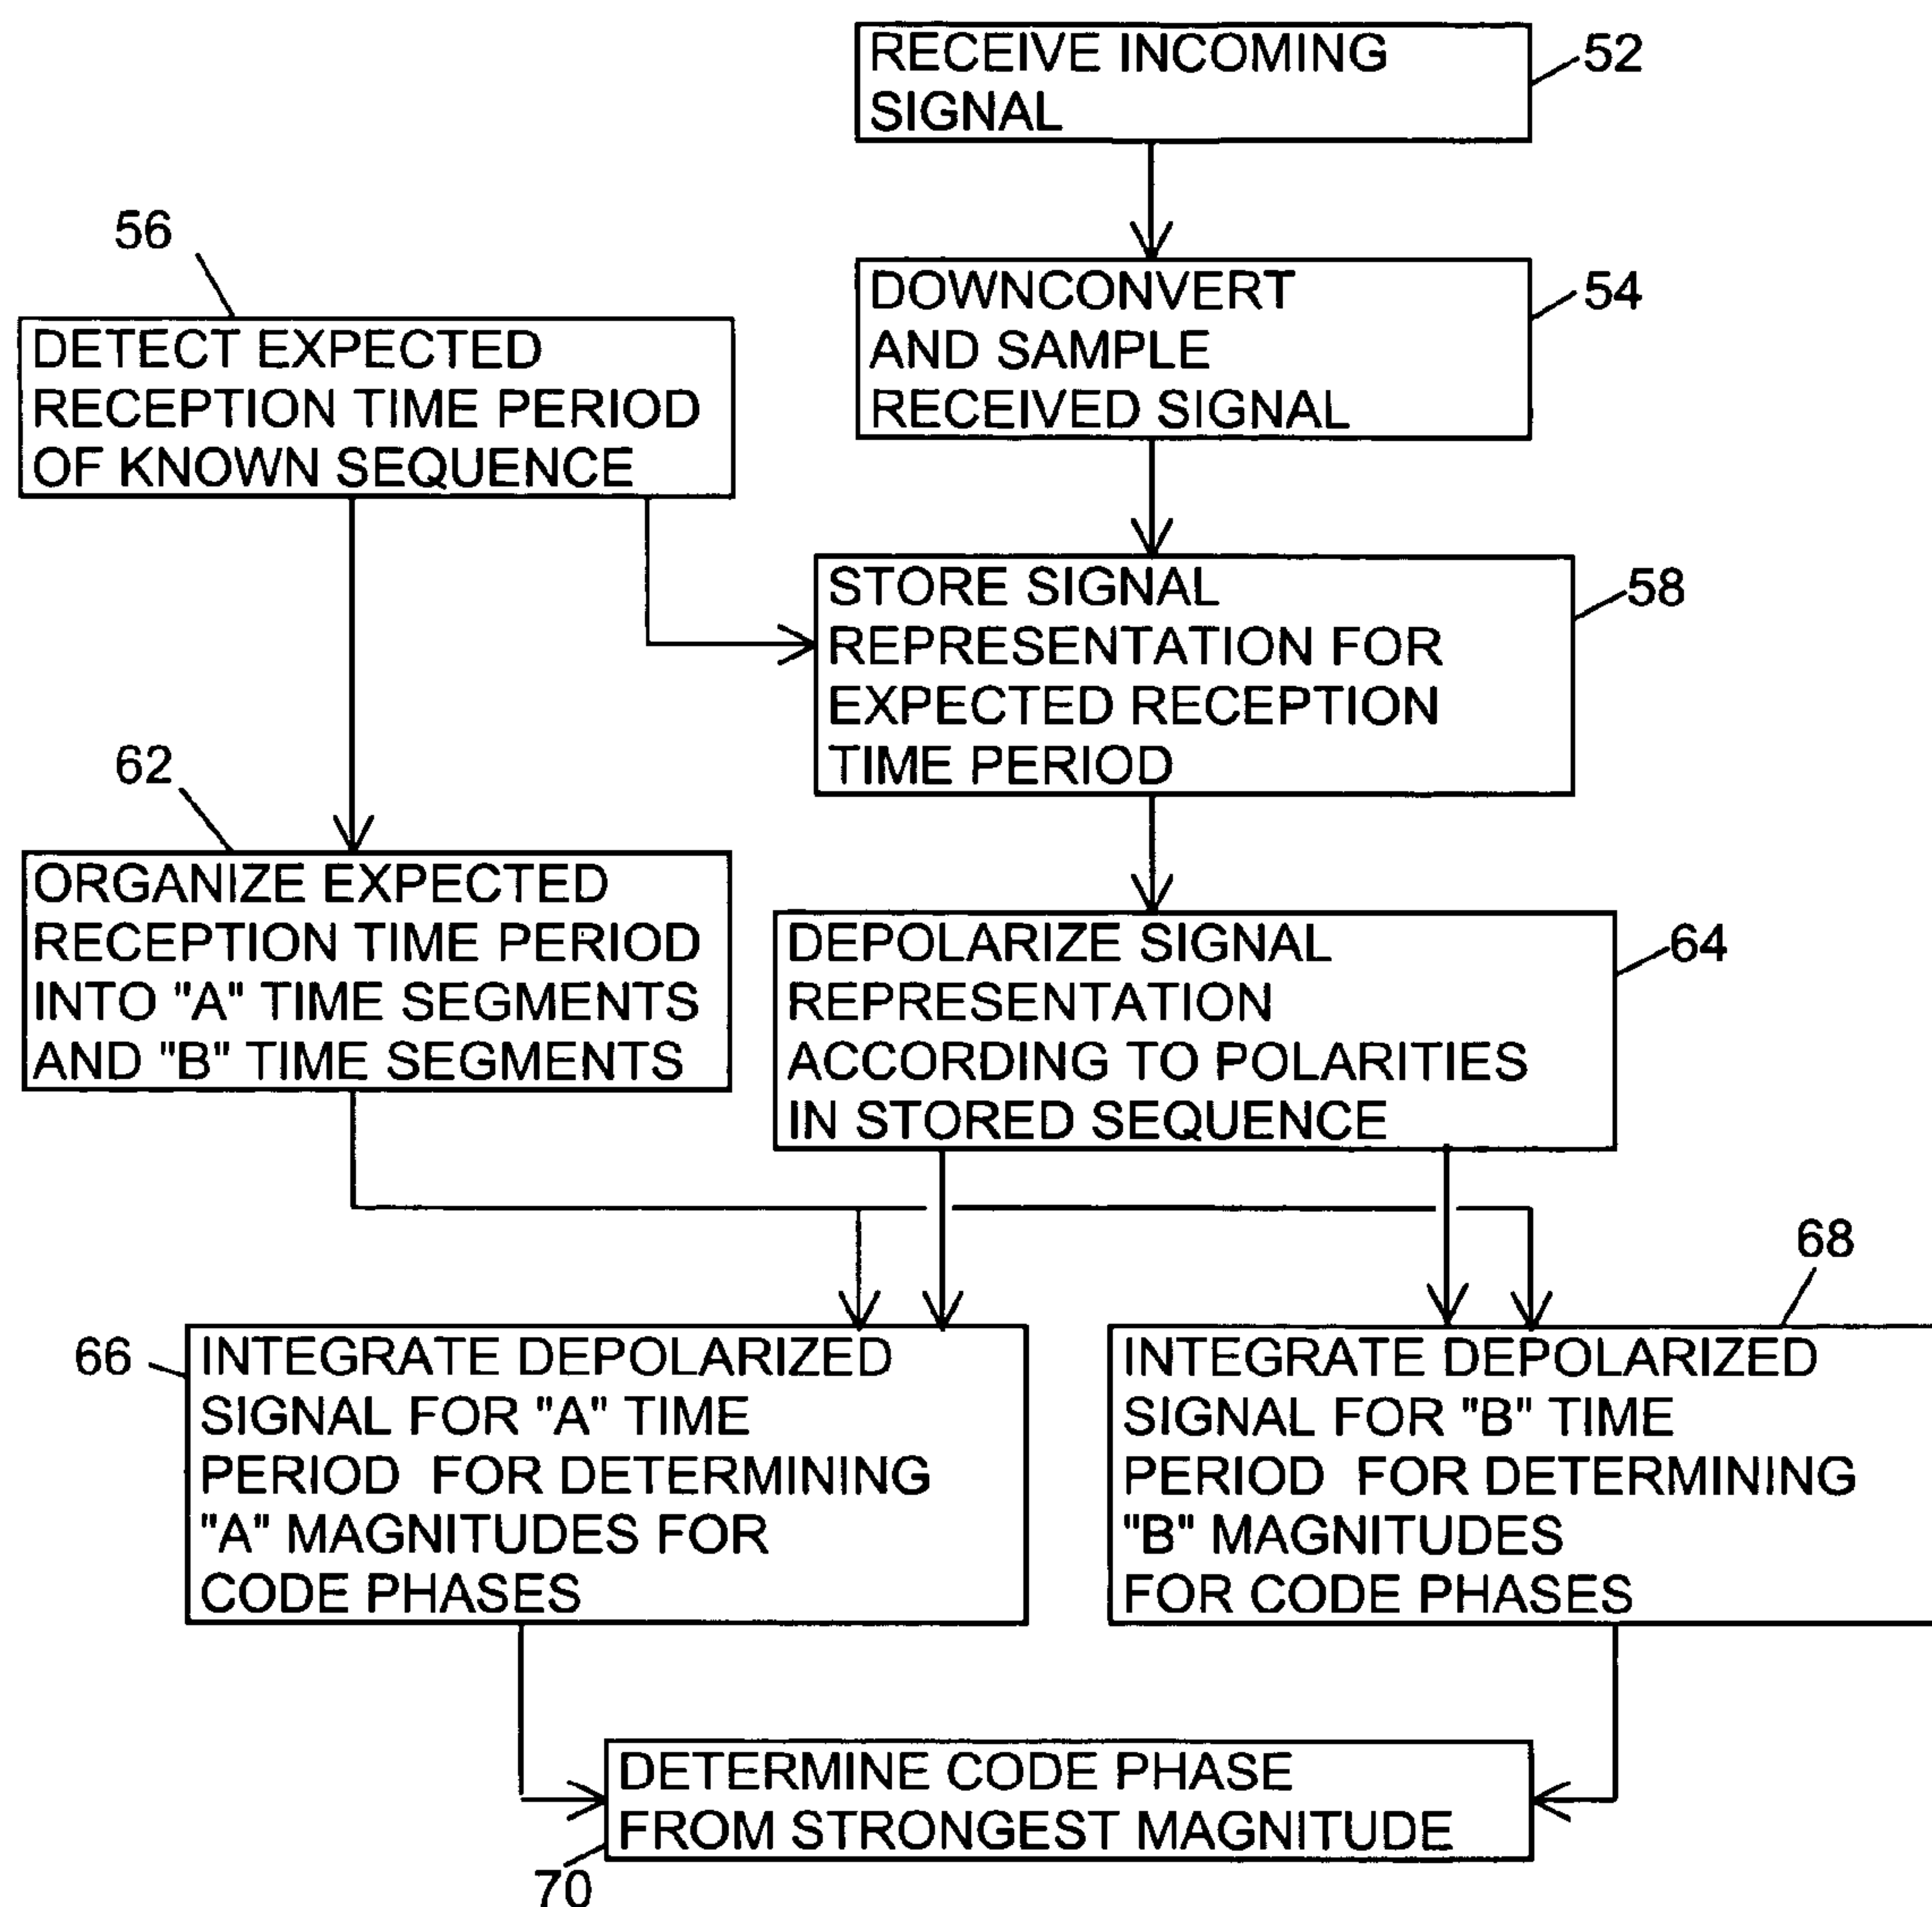 RECEIVE INCOMING
SIGNAL
52
DOWNCONVERT
AND SAMPLE
RECEIVED SIGNAL
54
56
DETECT EXPECTED
RECEPTION TIME PERIOD
OF KNOWN SEQUENCE
STORE SIGNAL
REPRESENTATION FOR
EXPECTED RECEPTION
TIME PERIOD
58
62
ORGANIZE EXPECTED
RECEPTION TIME PERIOD
INTO "A" TIME SEGMENTS
AND "B" TIME SEGMENTS
DEPOLARIZE SIGNAL
REPRESENTATION
ACCORDING TO POLARITIES
IN STORED SEQUENCE
64
66
INTEGRATE DEPOLARIZED
SIGNAL FOR "A" TIME
PERIOD FOR DETERMINING
"A" MAGNITUDES FOR
CODE PHASES
68
INTEGRATE DEPOLARIZED
SIGNAL FOR "B" TIME
PERIOD FOR DETERMINING
"B" MAGNITUDES
FOR CODE PHASES
DETERMINE CODE PHASE
FROM STRONGEST MAGNITUDE
70